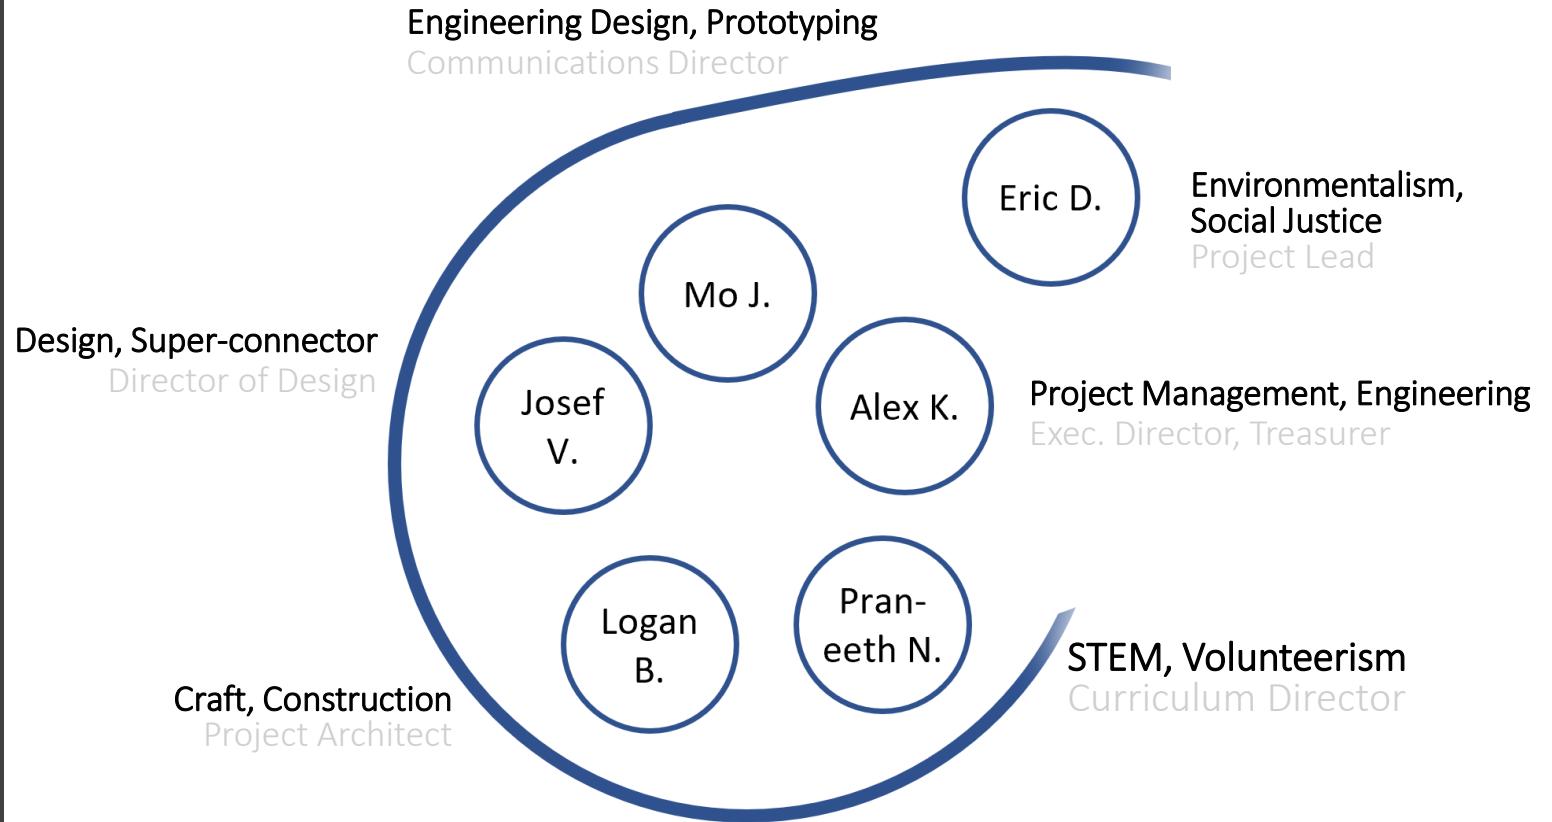 Engineering Design, Prototyping
Communications Director
Eric D.
Environmentalism,
Social Justice
Project Lead
Mo J.
Design, Super-connector
Director of Design
Josef
V.
Alex K.
Project Management, Engineering
Exec. Director, Treasurer
Logan
B.
Pran-
eeth N.
STEM, Volunteerism
Curriculum Director
Craft, Construction
Project Architect